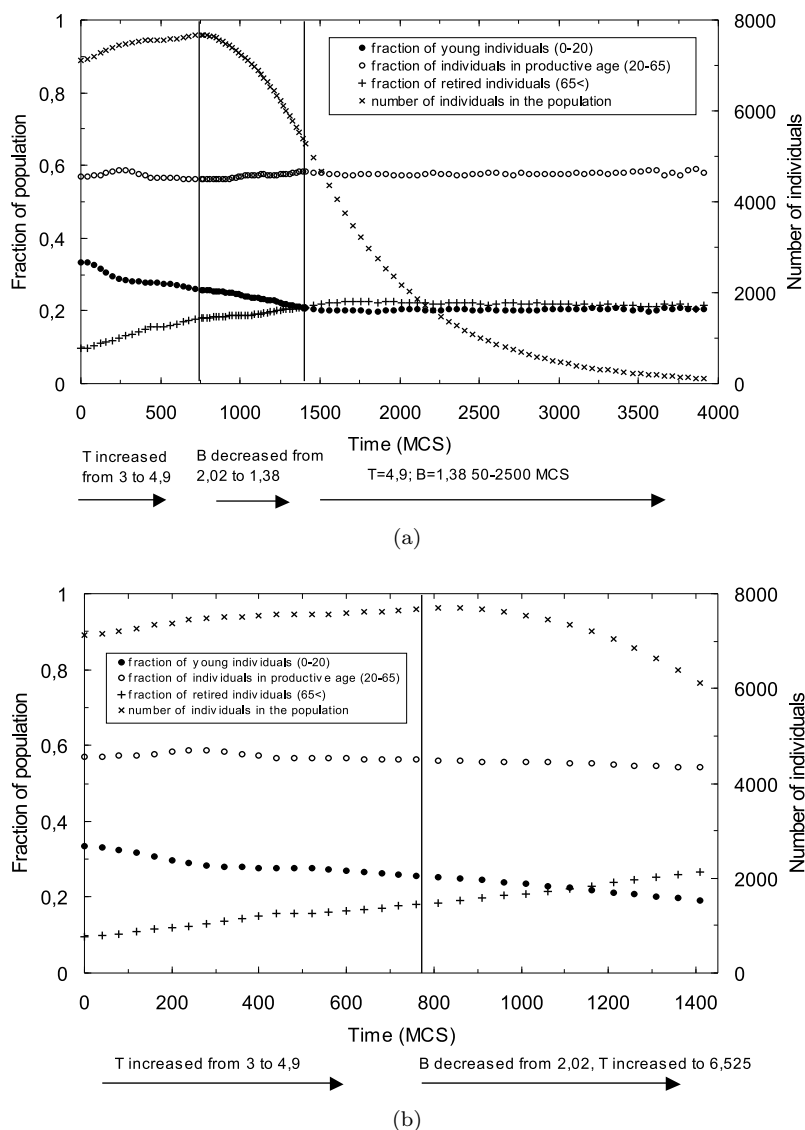 1
0,8
0,6
0,4
0,2
0
Fraction of population
8000
7000
6000
5000
4000
3000
2000
1000
0
Number of individuals
fraction of young individuals (0-20)
fraction of individuals in productive age (20-65)
fraction of retired individuals (65<)
number of individuals in the population
0 500 1000 1500 2000 2500 3000 3500 4000
Time (MCS)
T increased
from 3 to 4,9
B decreased from
2,02 to 1,38
T=4,9; B=1,38 50-2500 MCS
(a)
1
0,8
0,6
0,4
0,2
0
Fraction of population
8000
6000
4000
2000
0
Number of individuals
fraction of young individuals (0-20)
fraction of individuals in productive age (20-65)
fraction of retired individuals (65<)
number of individuals in the population
0 200 400 600 800 1000 1200 1400
Time (MCS)
T increased from 3 to 4,9
B decreased from 2,02, T increased to 6,525
(b)